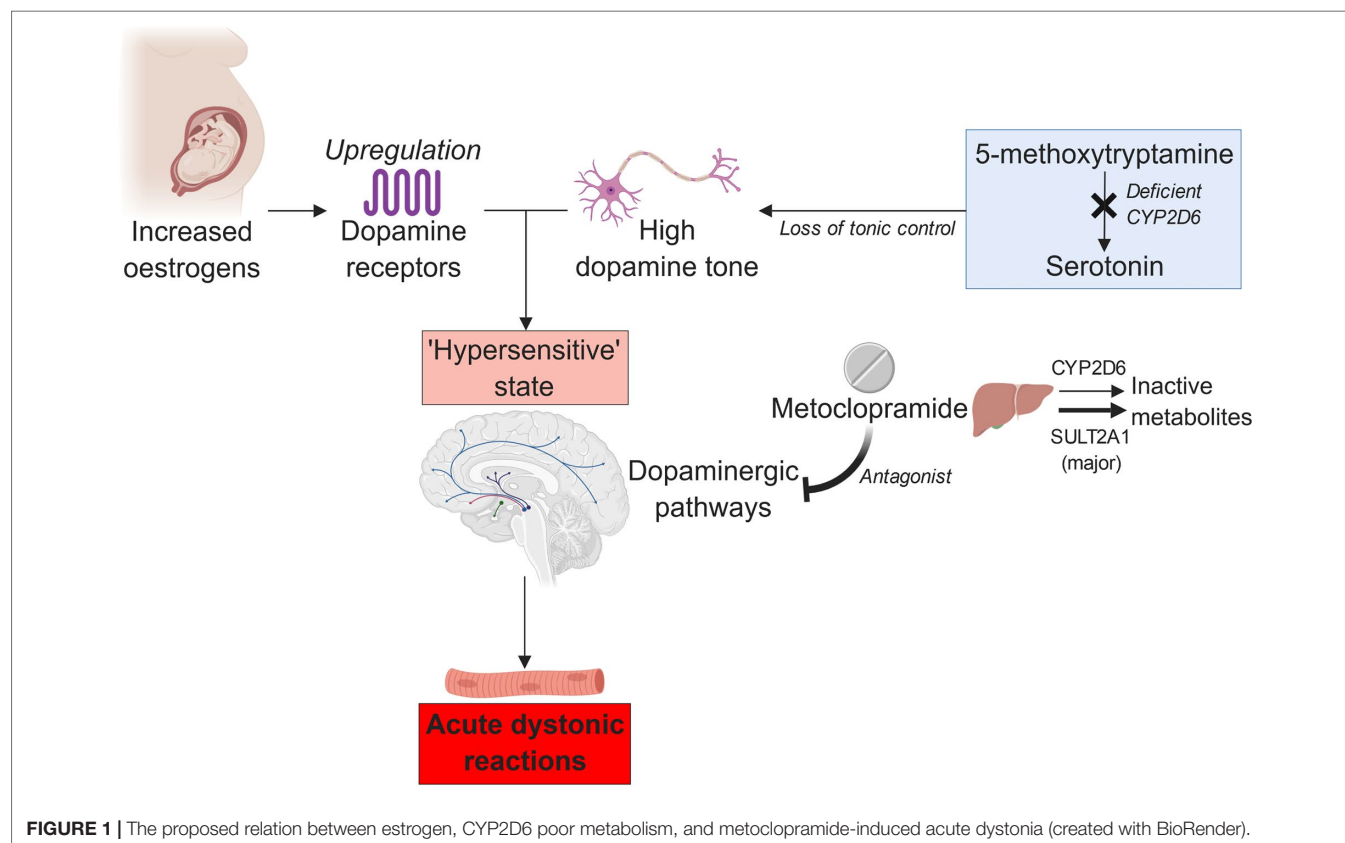 Increased
oestrogens
Upregulation
Dopamine
receptors
High
dopamine tone
Loss of tonic control
5-methoxytryptamine
Deficient
CYP2D6
Serotonin
'Hypersensitive'
state
Metoclopramide
CYP2D6
Inactive
metabolites
SULT2A1
(major)
Dopaminergic
pathways
Antagonist
Acute dystonic
reactions
FIGURE 1 | The proposed relation between estrogen, CYP2D6 poor metabolism, and metoclopramide-induced acute dystonia (created with BioRender).